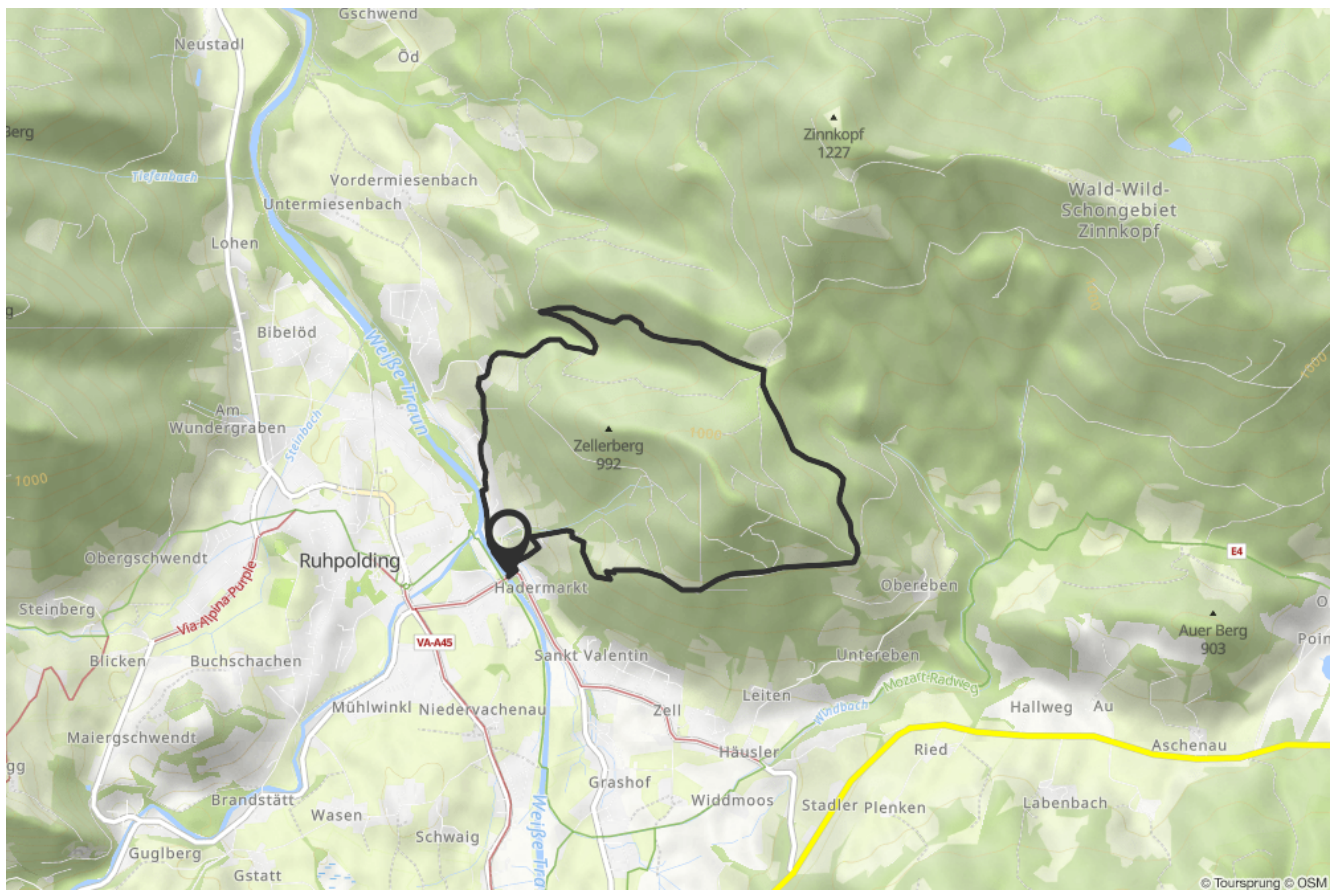 Gschwend
Neustadl
Öd
Zinnkopf
1227
Tiefenbach
Vordermiesenbach
Untermiesenbach
Wald-Wild-
Schongebiet
Zinnkopf
Lohen
Bibelöd
Weiße Traun
1000
Am
Wundergraben
Steinbach
Zellerberg
992
1000
1000
Obergschwendt
Ruhpolding
Hadermarkt
Obereben
E4
Steinberg
Via Alpina Purple
VA-A45
Auer Berg
903
Blicken
Buchschachen
Sankt Valentin
Untereben
Mozart-Radweg
Mühlwinkl
Niedervachenau
Zell
Leiten
Windbach
Hallweg
Au
Maiergschwendt
Häusler
Ried
Aschenau
Grashof
Brandstätt
Wasen
Widdmoos
Stadler
Plenken
Labenbach
Schwaig
Weiße Tra
Guglberg
Gstatt
© Toursprung © OSM